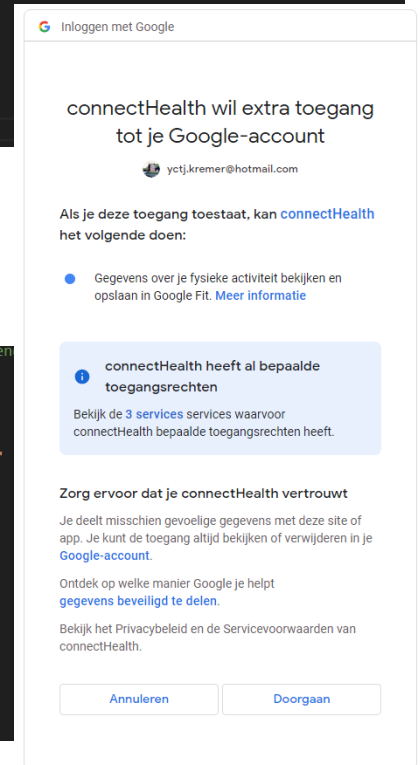 Inloggen met Google
connectHealth wil extra toegang
tot je Google-account
yctj.kremer@hotmail.com
Als je deze toegang toestaat, kan connectHealth
het volgende doen:
Gegevens over je fysieke activiteit bekijken en
opslaan in Google Fit. Meer informatie
connectHealth heeft al bepaalde
toegangsrechten
Bekijk de 3 services services waarvoor
connectHealth bepaalde toegangsrechten heeft.
Zorg ervoor dat je connectHealth vertrouwt
Je deelt misschien gevoelige gegevens met deze site of
app. Je kunt de toegang altijd bekijken of verwijderen in je
Google-account.
Ontdek op welke manier Google je helpt
gegevens beveiligd te delen.
Bekijk het Privacybeleid en de Servicevoorwaarden van
connectHealth.
Annuleren Doorgaan